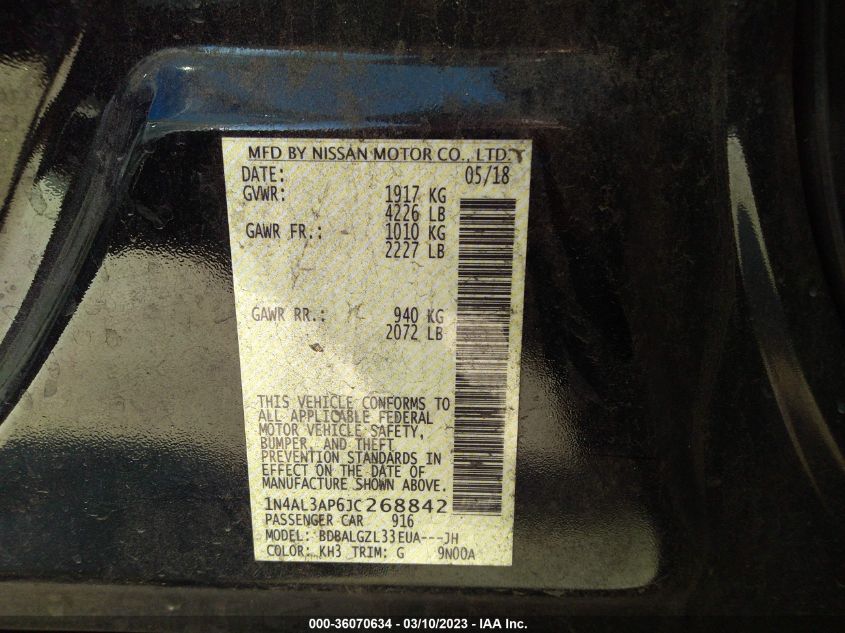 MFD BY NISSAN MOTOR CO., LTD.
DATE: 05/18
GVWR: 1917 KG
4226 LB
GAWR FR.: 1010 KG
2227 LB
GAWR RR.: 940 KG
2072 LB
THIS VEHICLE CONFORMS TO
ALL APPLICABLE FEDERAL
MOTOR VEHICLE SAFETY,
BUMPER, AND THEFT
PREVENTION STANDARDS IN
EFFECT ON THE DATE OF
MANUFACTURE SHOWN ABOVE.
1N4AL3AP6JC268842
PASSENGER CAR 916
MODEL: BDBALGZL33EUA---JH
COLOR: KH3 TRIM: G 9N00A
000-36070634 - 03/10/2023 - IAA Inc.